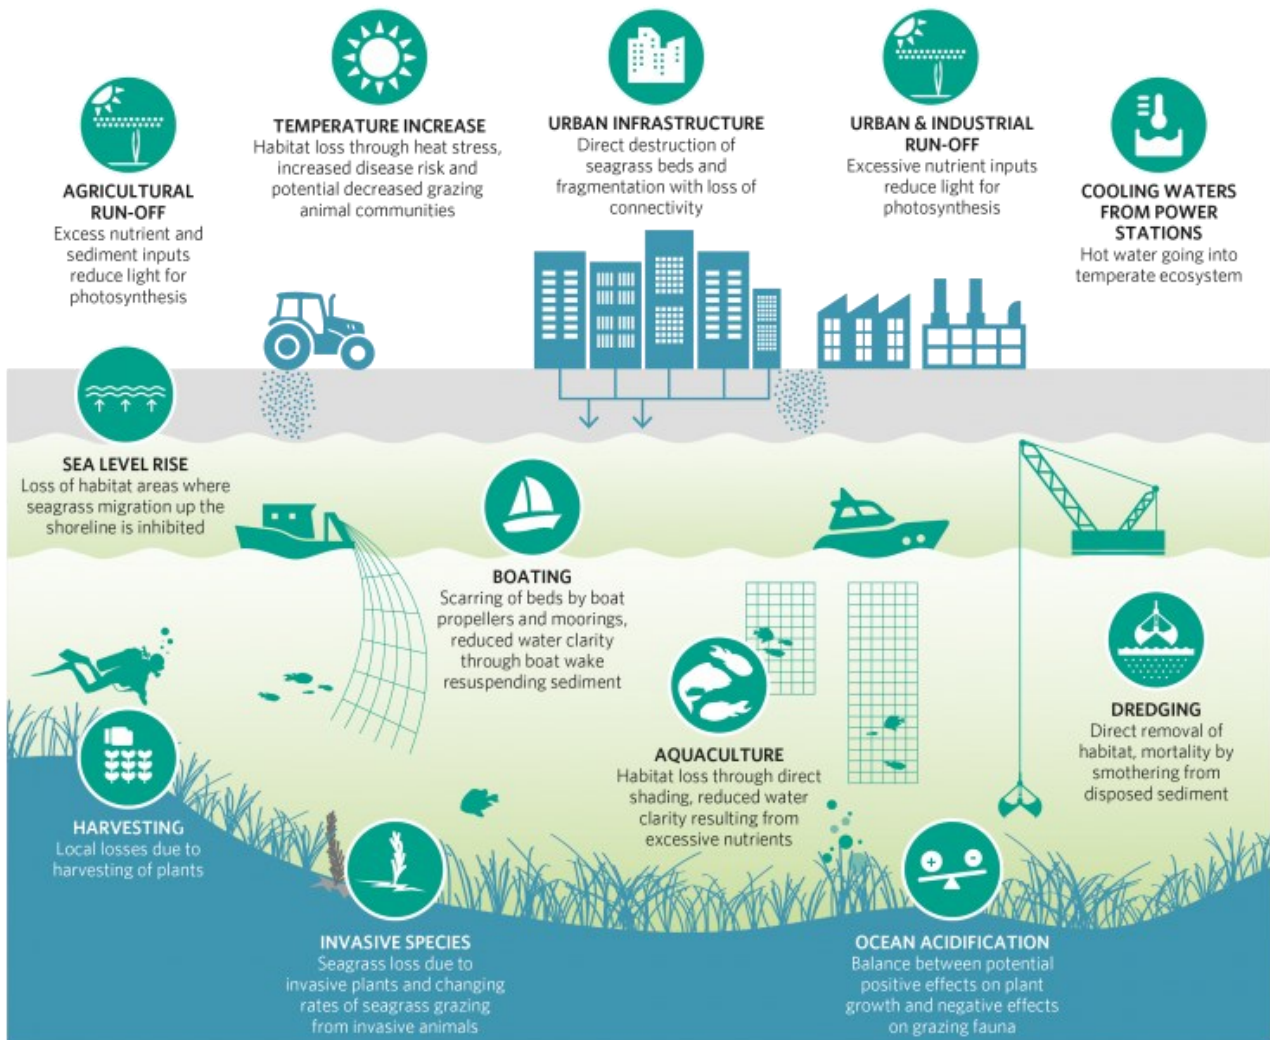 TEMPERATURE INCREASE
Habitat loss through heat stress,
increased disease risk and
potential decreased grazing
animal communities
URBAN INFRASTRUCTURE
Direct destruction of
seagrass beds and
fragmentation with loss of
connectivity
URBAN & INDUSTRIAL
RUN-OFF
Excessive nutrient inputs
reduce light for
photosynthesis
AGRICULTURAL
RUN-OFF
Excess nutrient and
sediment inputs
reduce light for
photosynthesis
COOLING WATERS
FROM POWER
STATIONS
Hot water going into
temperate ecosystem
SEA LEVEL RISE
Loss of habitat areas where
seagrass migration up the
shoreline is inhibited
BOATING
Scarring of beds by boat
propellers and moorings,
reduced water clarity
through boat wake
resuspending sediment
AQUACULTURE
Habitat loss through direct
shading, reduced water
clarity resulting from
excessive nutrients
DREDGING
Direct removal of
habitat, mortality by
smothering from
disposed sediment
HARVESTING
Local losses due to
harvesting of plants
INVASIVE SPECIES
Seagrass loss due to
invasive plants and changing
rates of seagrass grazing
from invasive animals
OCEAN ACIDIFICATION
Balance between potential
positive effects on plant
growth and negative effects
on grazing fauna